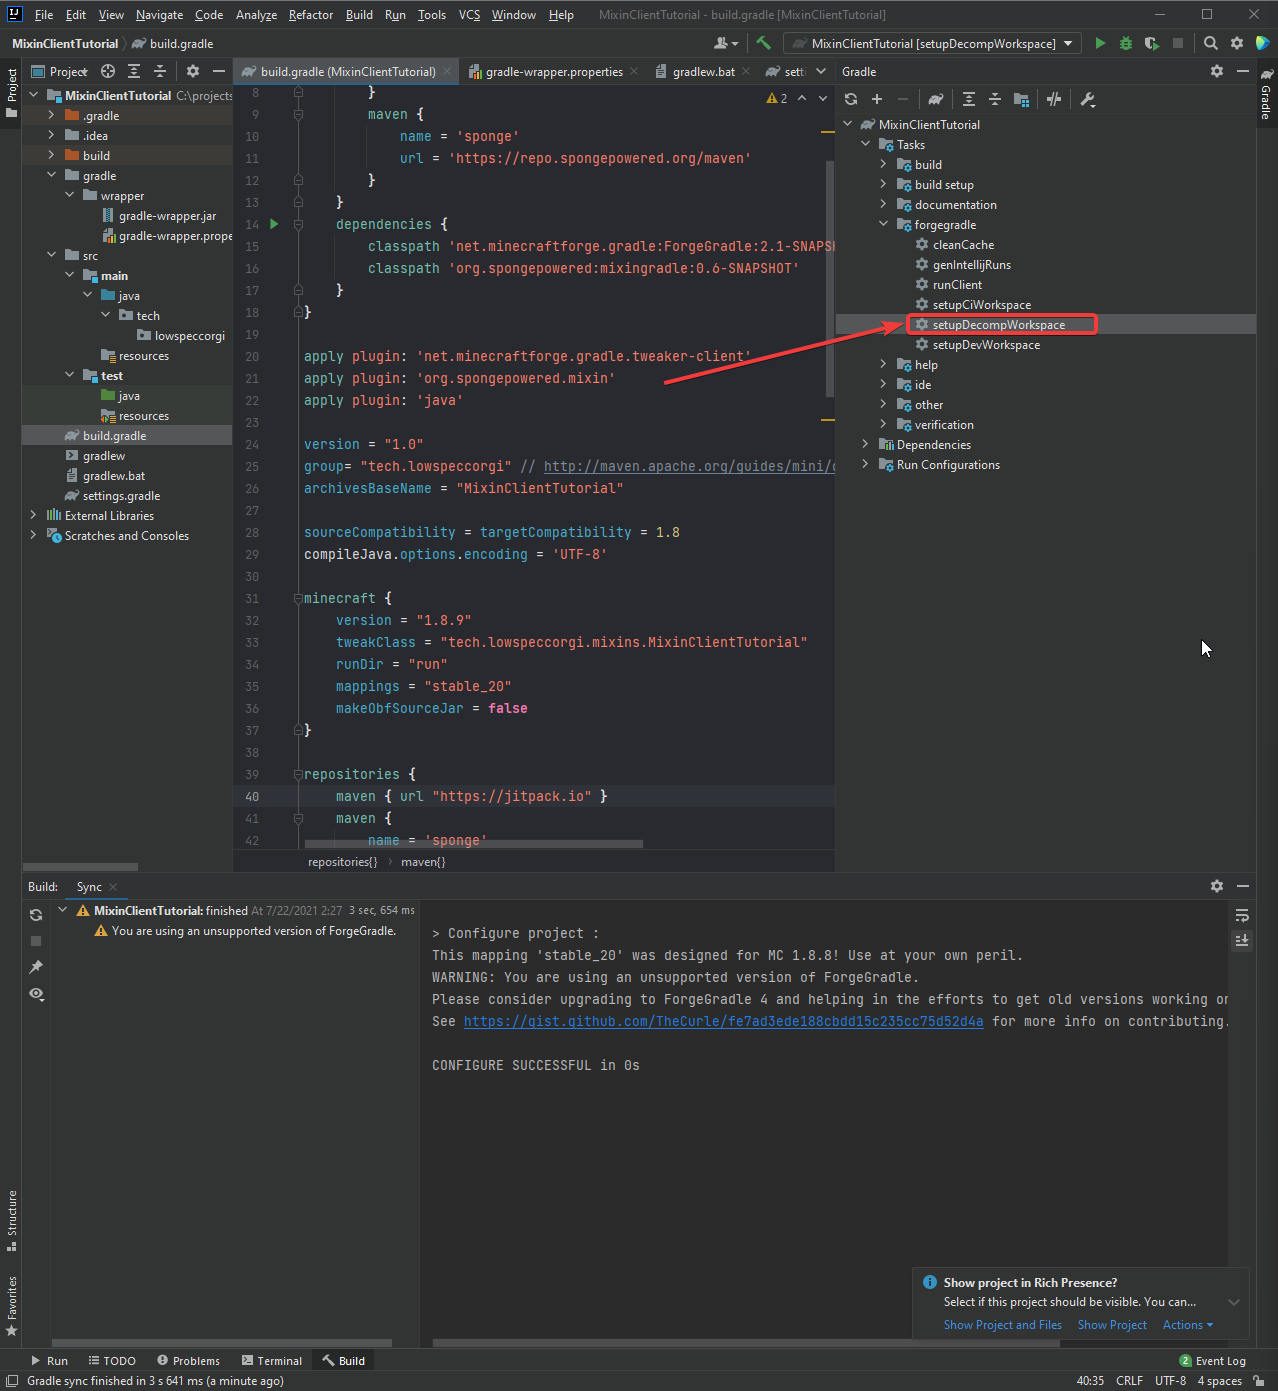 File Edit View Navigate Code Analyze Refactor Build Run Tools VCS Window Help MixinClientTutorial - build.gradle [MixinClientTutorial]
MixinClientTutorial build.gradle MixinClientTutorial [setupDecompWorkspace]
Project
build.gradle (MixinClientTutorial) gradle-wrapper.properties gradlew.bat setti
Gradle
Project
Gradle
MixinClientTutorial C:\projects
.gradle
.idea
build
gradle
wrapper
gradle-wrapper.jar
gradle-wrapper.prope
src
main
java
tech
lowspeccorgi
resources
test
java
resources
build.gradle
gradlew
gradlew.bat
settings.gradle
External Libraries
Scratches and Consoles
2
8 }
9 maven {
10 name = 'sponge'
11 url = 'https://repo.spongepowered.org/maven'
12 }
13 }
14 dependencies {
15 classpath 'net.minecraftforge.gradle:ForgeGradle:2.1-SNAPSH
16 classpath 'org.spongepowered:mixingradle:0.6-SNAPSHOT'
17 }
18 }
19
20 apply plugin: 'net.minecraftforge.gradle.tweaker-client'
21 apply plugin: 'org.spongepowered.mixin'
22 apply plugin: 'java'
23
24 version = "1.0"
25 group= "tech.lowspeccorgi" // http://maven.apache.org/guides/mini/g
26 archivesBaseName = "MixinClientTutorial"
27
28 sourceCompatibility = targetCompatibility = 1.8
29 compileJava.options.encoding = 'UTF-8'
30
31 minecraft {
32 version = "1.8.9"
33 tweakClass = "tech.lowspeccorgi.mixins.MixinClientTutorial"
34 runDir = "run"
35 mappings = "stable_20"
36 makeObfSourceJar = false
37 }
38
39 repositories {
40 maven { url "https://jitpack.io" }
41 maven {
42 name = 'sponge'
repositories{} maven{}
MixinClientTutorial
Tasks
build
build setup
documentation
forgegradle
cleanCache
genIntellijRuns
runClient
setupCiWorkspace
setupDecompWorkspace
setupDevWorkspace
help
ide
other
verification
Dependencies
Run Configurations
Build: Sync
MixinClientTutorial: finished At 7/22/2021 2:27 3 sec, 654 ms
You are using an unsupported version of ForgeGradle.
> Configure project :
This mapping 'stable_20' was designed for MC 1.8.8! Use at your own peril.
WARNING: You are using an unsupported version of ForgeGradle.
Please consider upgrading to ForgeGradle 4 and helping in the efforts to get old versions working on
See https://gist.github.com/TheCurle/fe7ad3ede188cbdd15c235cc75d52d4a for more info on contributing.
CONFIGURE SUCCESSFUL in 0s
Structure
Favorites
Show project in Rich Presence?
Select if this project should be visible. You can...
Show Project and Files Show Project Actions
Run TODO Problems Terminal Build 2 Event Log
Gradle sync finished in 3 s 641 ms (a minute ago) 40:35 CRLF UTF-8 4 spaces